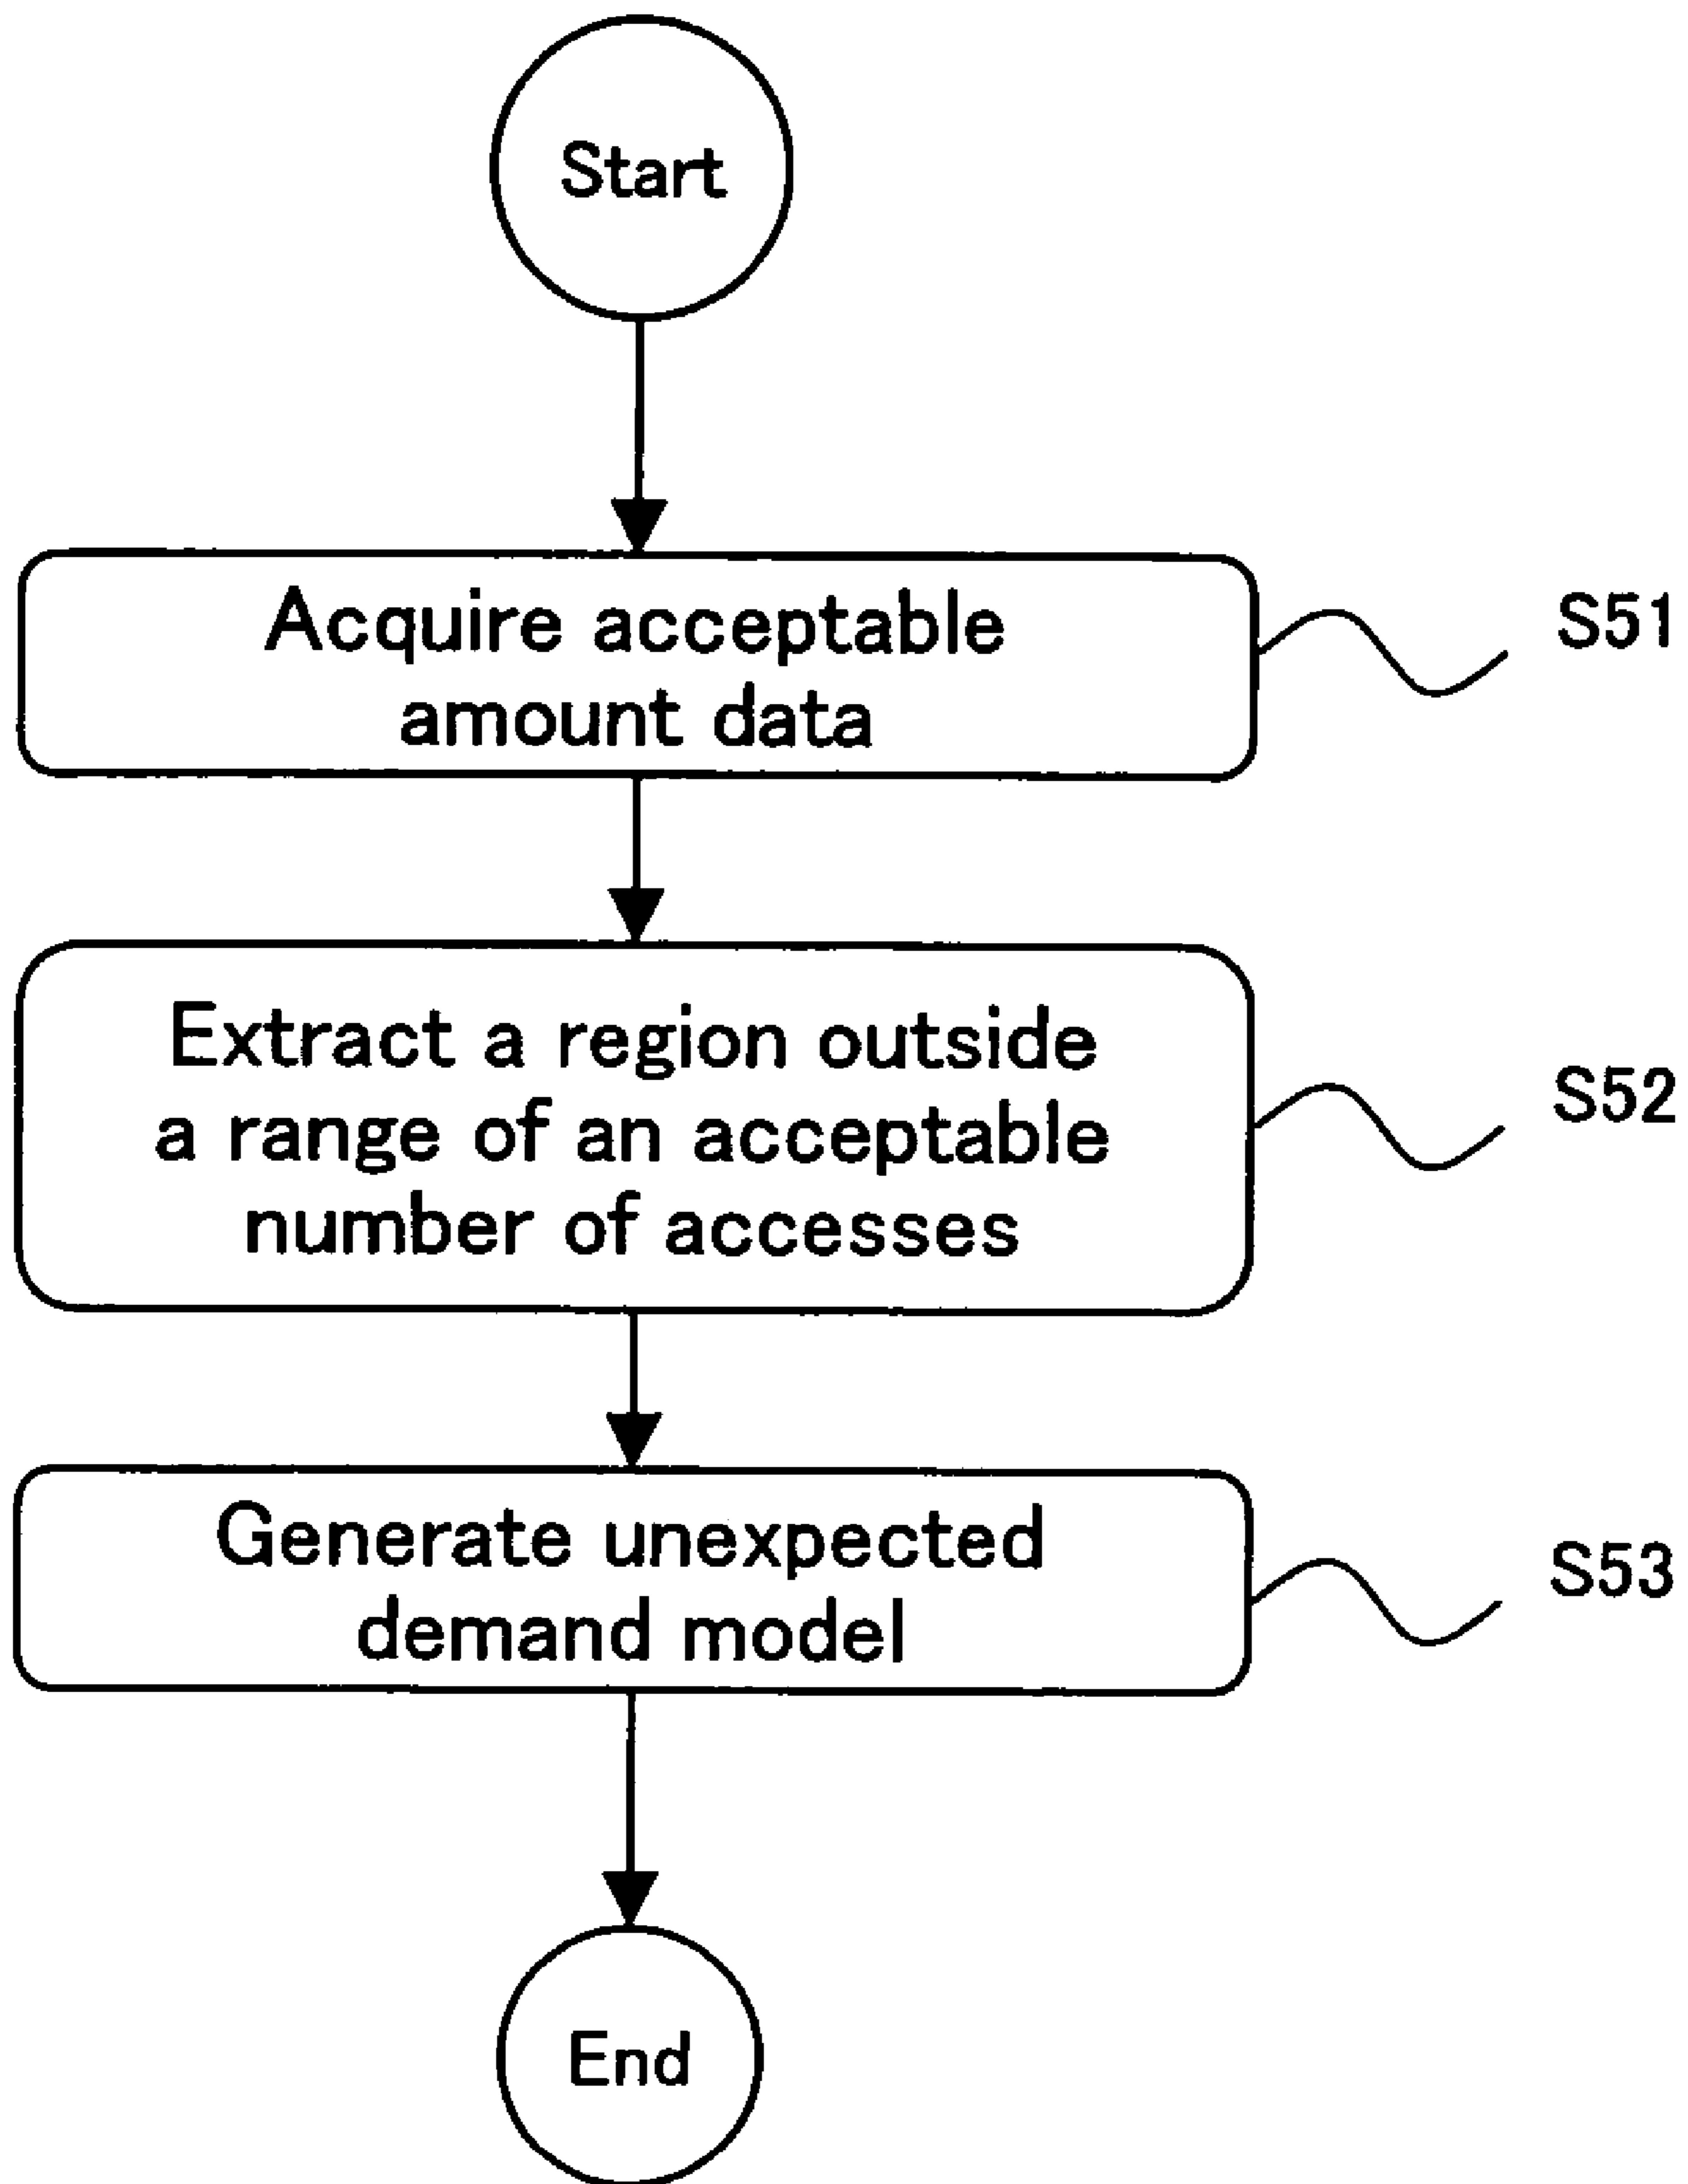 Start
Acquire acceptable
amount data
S51
Extract a region outside
a range of an acceptable
number of accesses
S52
Generate unexpected
demand model
S53
End